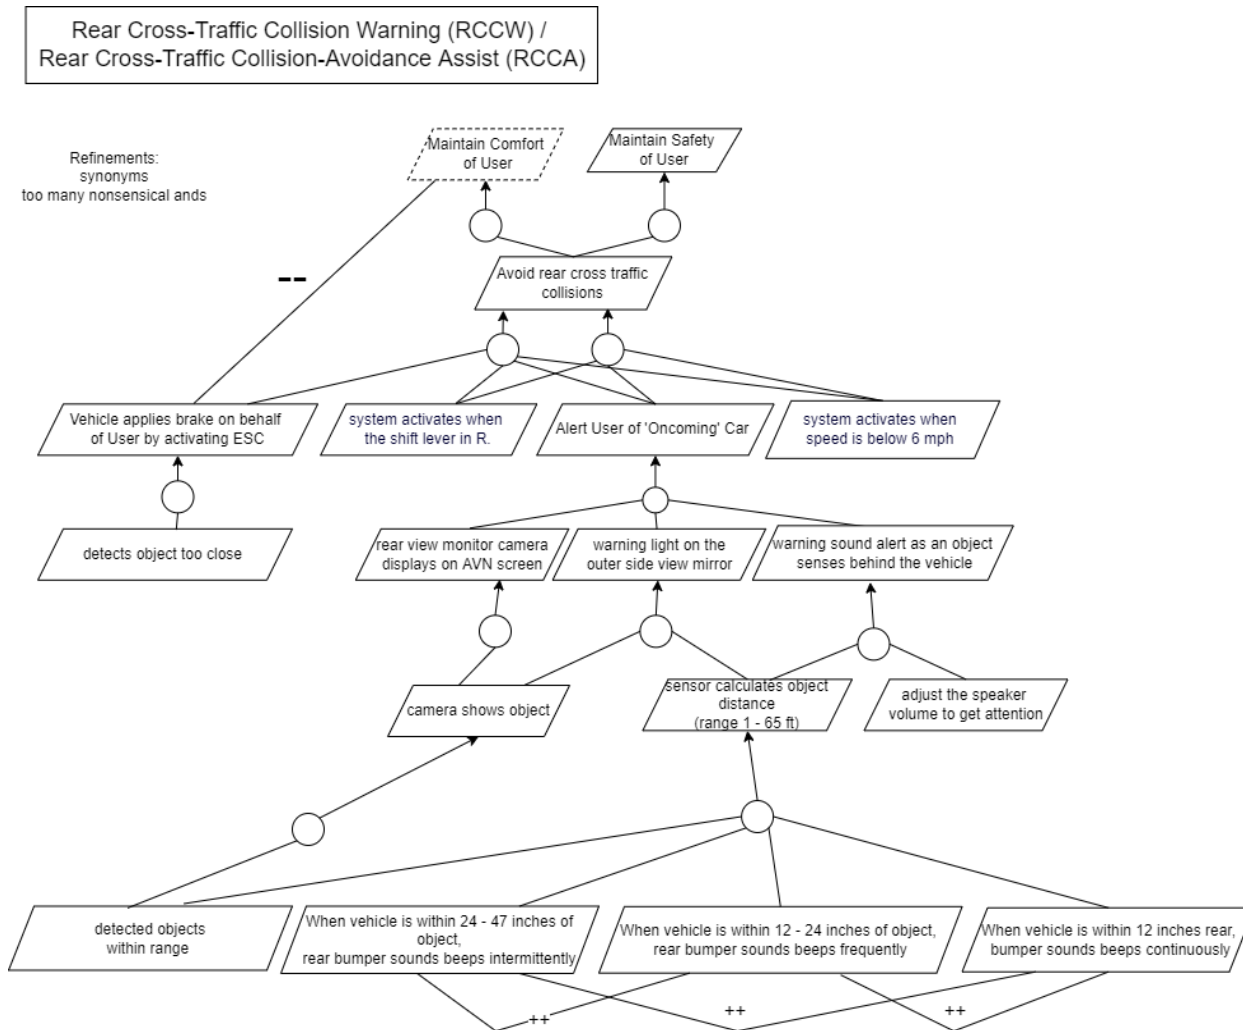 Rear Cross-Traffic Collision Warning (RCCW) /
Rear Cross-Traffic Collision-Avoidance Assist (RCCA)
Refinements:
synonyms
too many nonsensical ands
Maintain Comfort
of User
Maintain Safety
of User
--
Avoid rear cross traffic
collisions
Vehicle applies brake on behalf
of User by activating ESC
system activates when
the shift lever in R.
Alert User of 'Oncoming' Car
system activates when
speed is below 6 mph
detects object too close
rear view monitor camera
displays on AVN screen
warning light on the
outer side view mirror
warning sound alert as an object
senses behind the vehicle
camera shows object
sensor calculates object
distance
(range 1 - 65 ft)
adjust the speaker
volume to get attention
detected objects
within range
When vehicle is within 24 - 47 inches of
object,
rear bumper sounds beeps intermittently
When vehicle is within 12 - 24 inches of object,
rear bumper sounds beeps frequently
When vehicle is within 12 inches rear,
bumper sounds beeps continuously
++
++
++